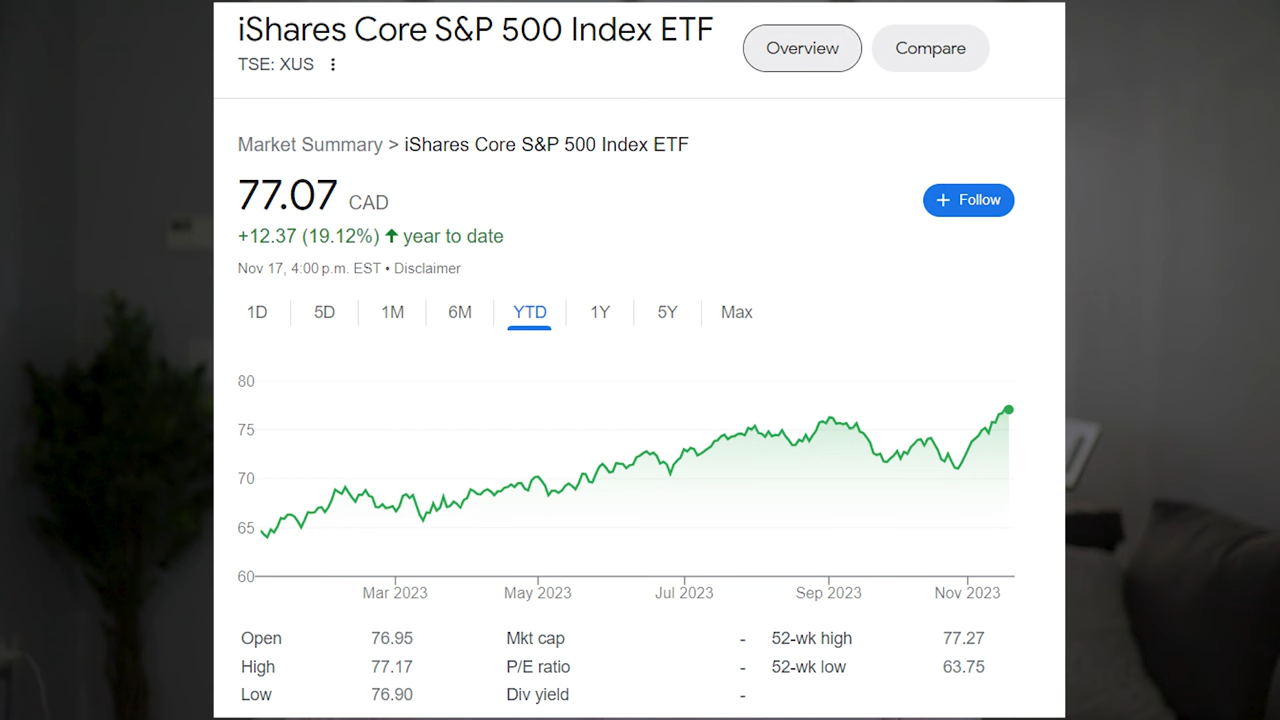 iShares Core S&P 500 Index ETF
Overview
Compare
TSE: XUS
Market Summary > iShares Core S&P 500 Index ETF
77.07 CAD
+ Follow
+12.37 (19.12%) ↑ year to date
Nov 17, 4:00 p.m. EST • Disclaimer
1D 5D 1M 6M YTD 1Y 5Y Max
80
75
70
65
60
Mar 2023 May 2023 Jul 2023 Sep 2023 Nov 2023
Open 76.95 Mkt cap - 52-wk high 77.27
High 77.17 P/E ratio - 52-wk low 63.75
Low 76.90 Div yield -